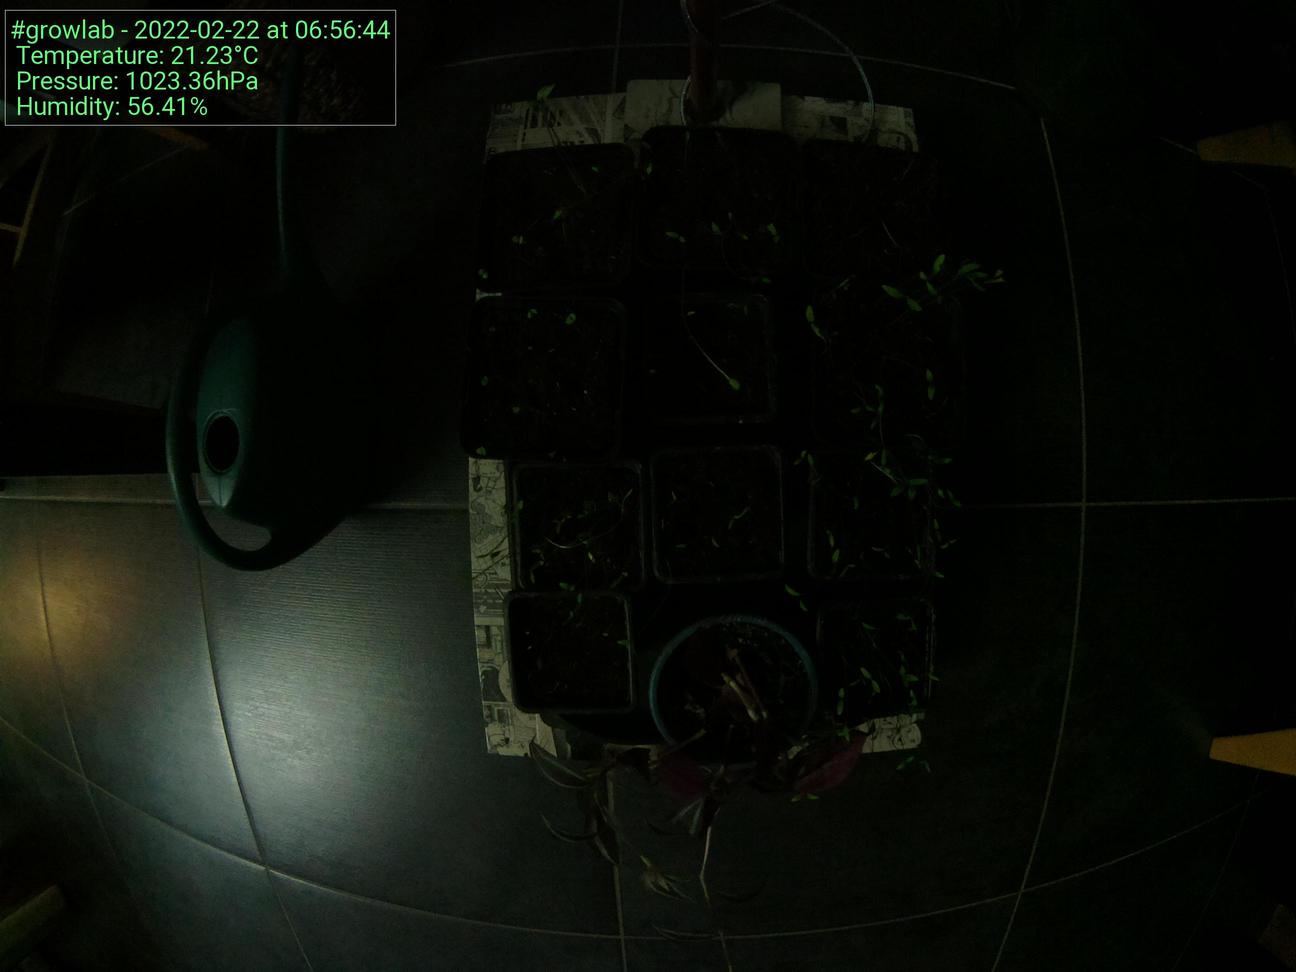 #growlab - 2022-02-22 at 06:56:44
Temperature: 21.23°C
Pressure: 1023.36hPa
Humidity: 56.41%